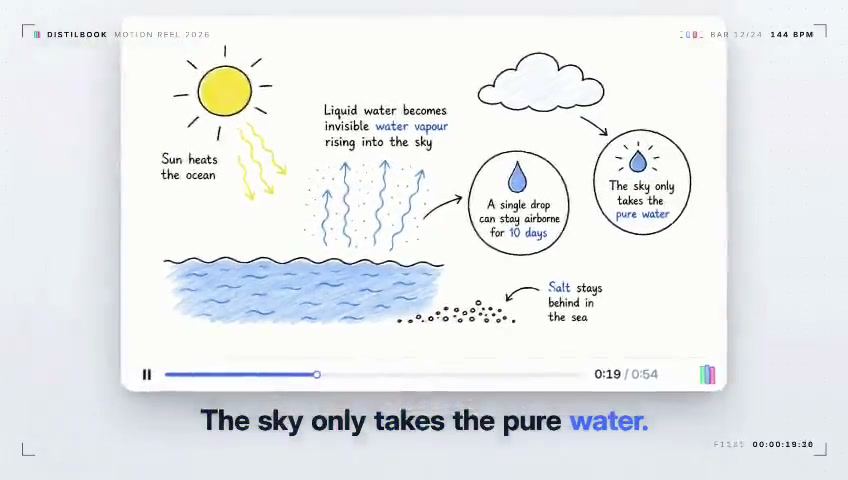 DISTILBOOK MOTION REEL 2026
BAR 12/24 144 BPM
Sun heats
the ocean
Liquid water becomes
invisible water vapour
rising into the sky
A single drop
can stay airborne
for 10 days
The sky only
takes the
pure water
Salt stays
behind in
the sea
0:19 / 0:54
The sky only takes the pure water.
00:00:19:30